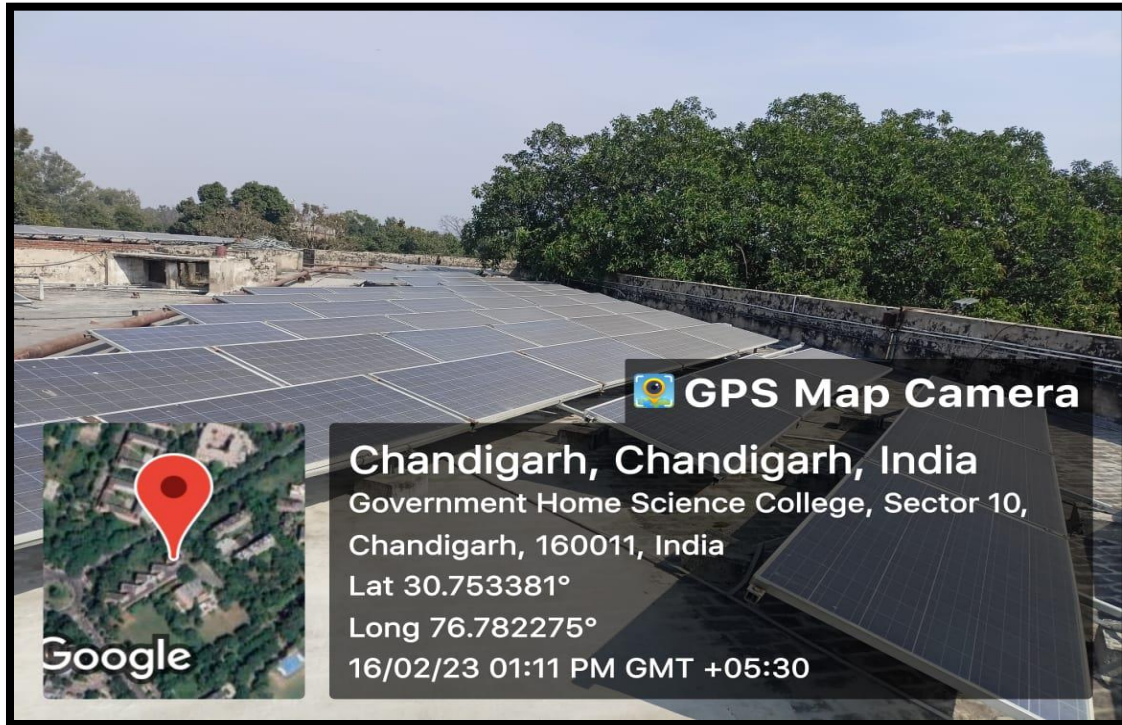 GPS Map Camera
Chandigarh, Chandigarh, India
Government Home Science College, Sector 10,
Chandigarh, 160011, India
Lat 30.753381°
Long 76.782275°
16/02/23 01:11 PM GMT +05:30
Google